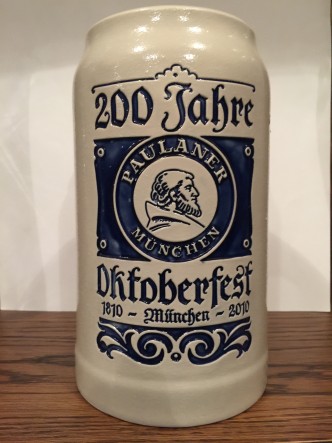 200 Jahre
PAULANER
MÜNCHEN
Oktoberfest
1810 - München - 2010